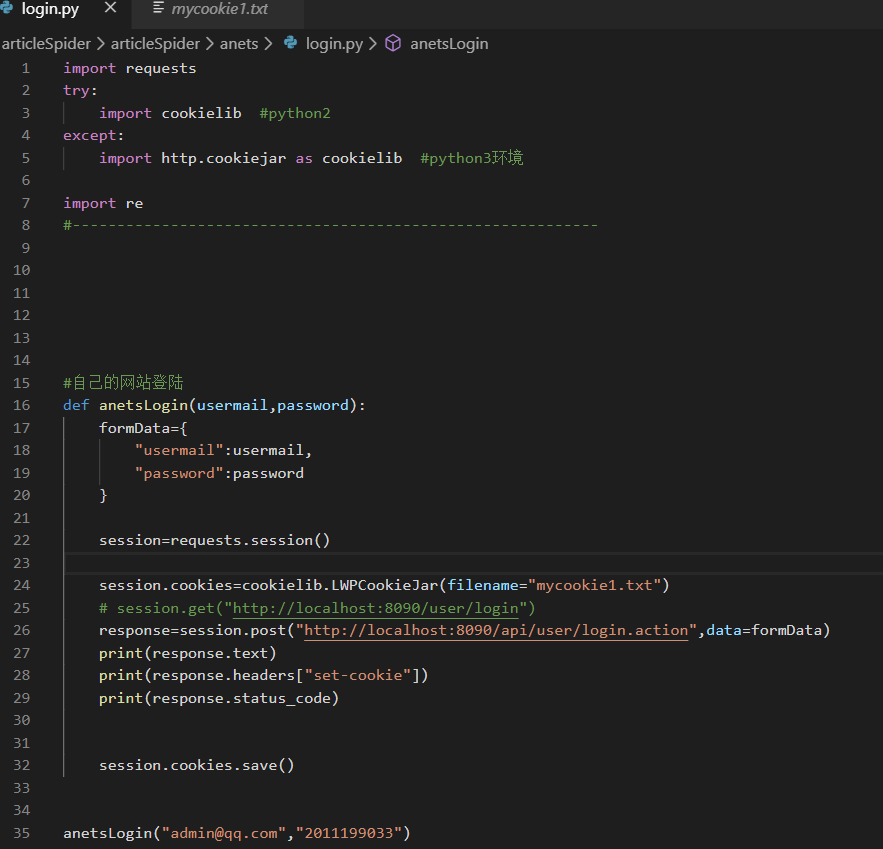 login.py
mycookie1.txt
articleSpider > articleSpider > anets > login.py > anetsLogin
1 import requests
2 try:
3 import cookielib #python2
4 except:
5 import http.cookiejar as cookielib #python3环境
6
7 import re
8 #-----------------------------------------------------------
9
10
11
12
13
14
15 #自己的网站登陆
16 def anetsLogin(usermail,password):
17 formData={
18 "usermail":usermail,
19 "password":password
20 }
21
22 session=requests.session()
23
24 session.cookies=cookielib.LWPCookieJar(filename="mycookie1.txt")
25 # session.get("http://localhost:8090/user/login")
26 response=session.post("http://localhost:8090/api/user/login.action",data=formData)
27 print(response.text)
28 print(response.headers["set-cookie"])
29 print(response.status_code)
30
31
32 session.cookies.save()
33
34
35 anetsLogin("admin@qq.com","2011199033")